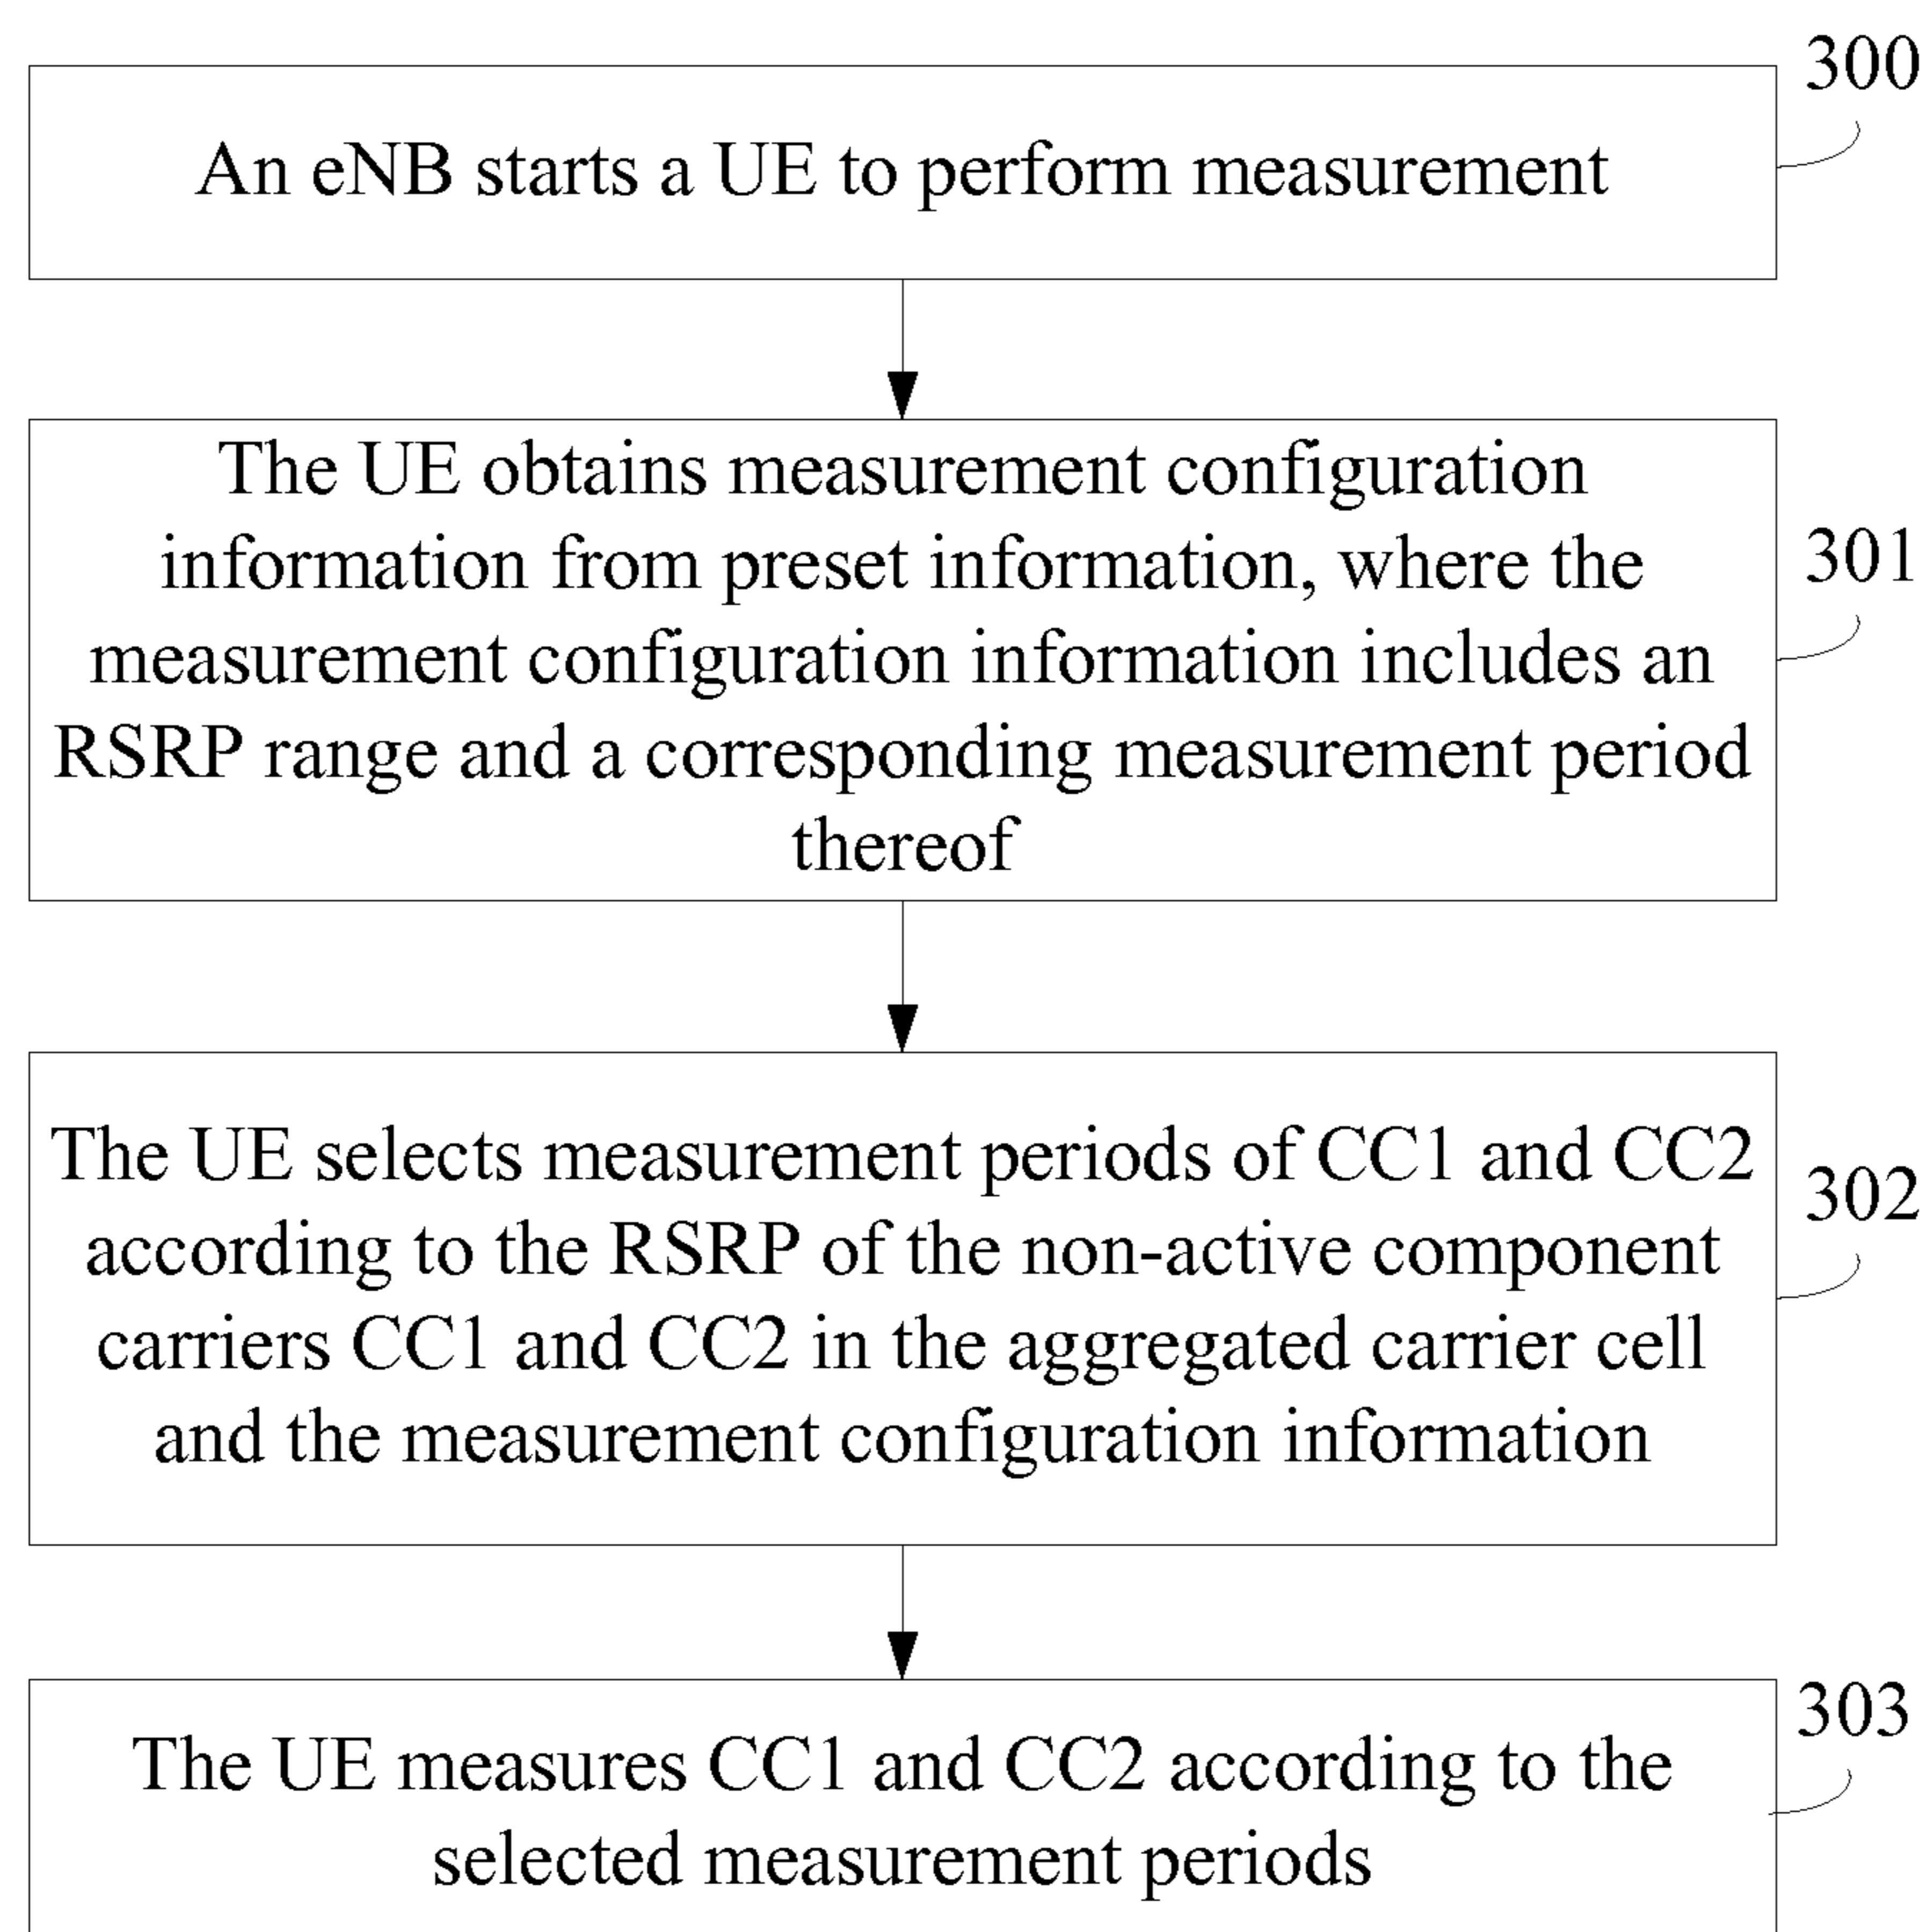 300
An eNB starts a UE to perform measurement
The UE obtains measurement configuration
information from preset information, where the
measurement configuration information includes an
RSRP range and a corresponding measurement period
thereof
301
The UE selects measurement periods of CC1 and CC2
according to the RSRP of the non-active component
carriers CC1 and CC2 in the aggregated carrier cell
and the measurement configuration information
302
303
The UE measures CC1 and CC2 according to the
selected measurement periods